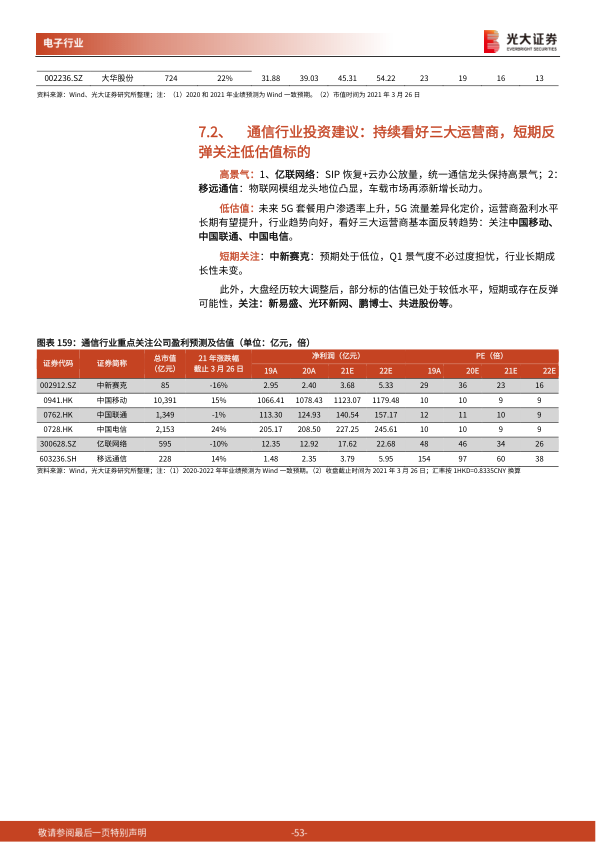 电子行业
光大证券
EVERBRIGHT SECURITIES
002236.SZ 大华股份 724 22% 31.88 39.03 45.31 54.22 23 19 16 13
资料来源：Wind、光大证券研究所整理；注：（1）2020 和 2021 年业绩预测为 Wind 一致预期。（2）市值时间为 2021 年 3 月 26 日
7.2、 通信行业投资建议：持续看好三大运营商，短期反
弹关注低估值标的
高景气：1、亿联网络：SIP 恢复+云办公放量，统一通信龙头保持高景气；2：
移远通信：物联网模组龙头地位凸显，车载市场再添新增长动力。
低估值：未来 5G 套餐用户渗透率上升，5G 流量差异化定价，运营商盈利水平
长期有望提升，行业趋势向好，看好三大运营商基本面反转趋势：关注中国移动、
中国联通、中国电信。
短期关注：中新赛克：预期处于低位，Q1 景气度不必过度担忧，行业长期成
长性未变。
此外，大盘经历较大调整后，部分标的估值已处于较低水平，短期或存在反弹
可能性，关注：新易盛、光环新网、鹏博士、共进股份等。
图表 159：通信行业重点关注公司盈利预测及估值（单位：亿元，倍）
证券代码 证券简称 总市值 21 年涨跌幅 净利润（亿元） PE（倍）
（亿元） 截止 3 月 26 日 19A 20A 21E 22E 19A 20E 21E 22E
002912.SZ 中新赛克 85 -16% 2.95 2.40 3.68 5.33 29 36 23 16
0941.HK 中国移动 10,391 15% 1066.41 1078.43 1123.07 1179.48 10 10 9 9
0762.HK 中国联通 1,349 -1% 113.30 124.93 140.54 157.17 12 11 10 9
0728.HK 中国电信 2,153 24% 205.17 208.50 227.25 245.61 10 10 9 9
300628.SZ 亿联网络 595 -10% 12.35 12.92 17.62 22.68 48 46 34 26
603236.SH 移远通信 228 14% 1.48 2.35 3.79 5.95 154 97 60 38
资料来源：Wind，光大证券研究所整理；注：（1）2020-2022 年年业绩预测为 Wind 一致预期。（2）收盘截止时间为 2021 年 3 月 26 日；汇率按 1HKD=0.8335CNY 换算
敬请参阅最后一页特别声明 -53-